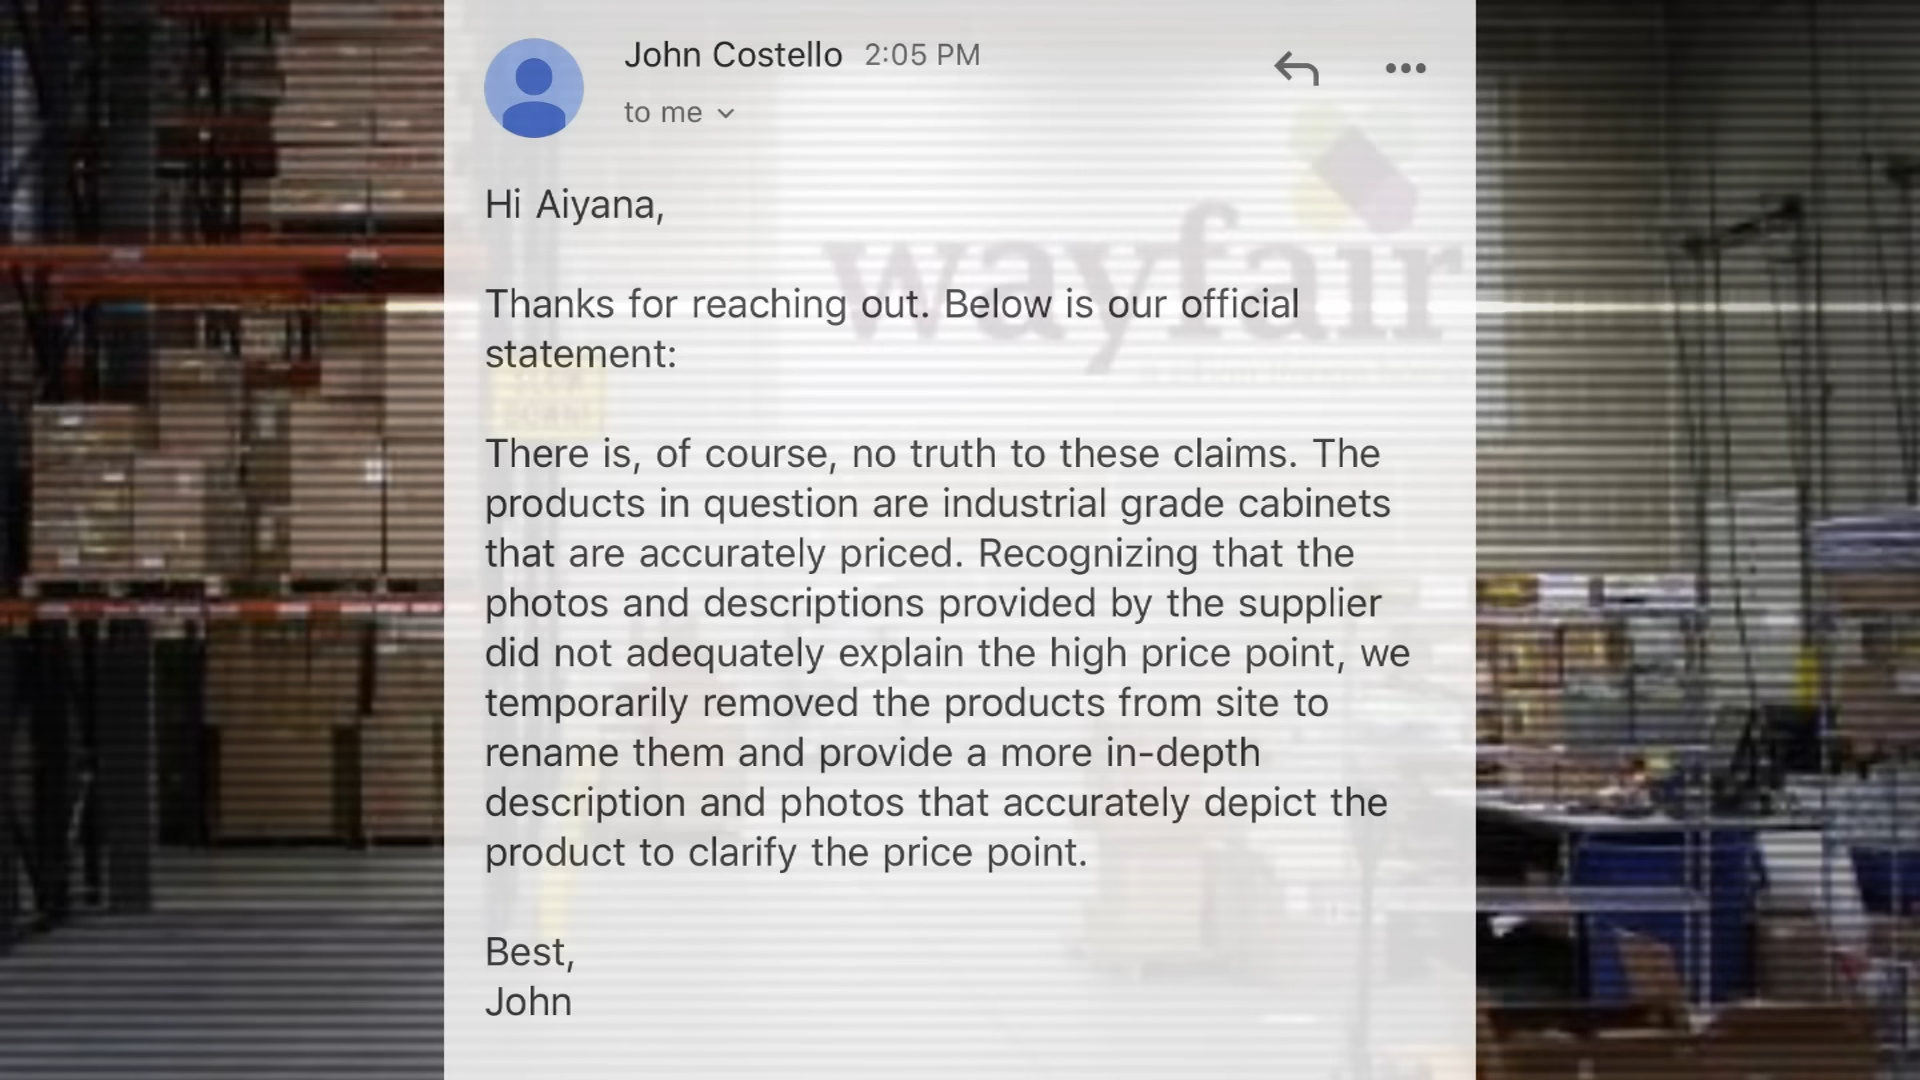 John Costello 2:05 PM
to me
Hi Aiyana,
Thanks for reaching out. Below is our official
statement:
There is, of course, no truth to these claims. The
products in question are industrial grade cabinets
that are accurately priced. Recognizing that the
photos and descriptions provided by the supplier
did not adequately explain the high price point, we
temporarily removed the products from site to
rename them and provide a more in-depth
description and photos that accurately depict the
product to clarify the price point.
Best,
John
wayfair